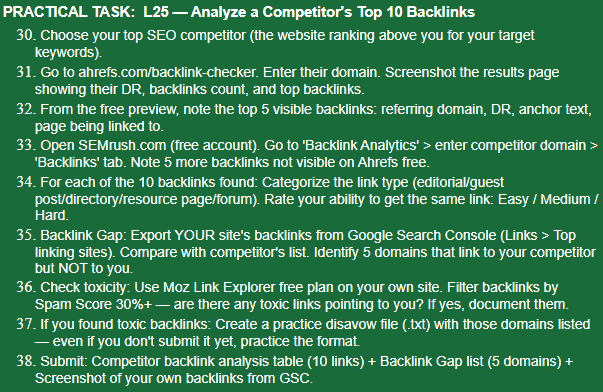 PRACTICAL TASK:  L25 — Analyze a Competitor's Top 10 Backlinks
30. Choose your top SEO competitor (the website ranking above you for your target
keywords).
31. Go to ahrefs.com/backlink-checker. Enter their domain. Screenshot the results page
showing their DR, backlinks count, and top backlinks.
32. From the free preview, note the top 5 visible backlinks: referring domain, DR, anchor text,
page being linked to.
33. Open SEMrush.com (free account). Go to 'Backlink Analytics' > enter competitor domain >
'Backlinks' tab. Note 5 more backlinks not visible on Ahrefs free.
34. For each of the 10 backlinks found: Categorize the link type (editorial/guest
post/directory/resource page/forum). Rate your ability to get the same link: Easy / Medium /
Hard.
35. Backlink Gap: Export YOUR site's backlinks from Google Search Console (Links > Top
linking sites). Compare with competitor's list. Identify 5 domains that link to your competitor
but NOT to you.
36. Check toxicity: Use Moz Link Explorer free plan on your own site. Filter backlinks by
Spam Score 30%+ — are there any toxic links pointing to you? If yes, document them.
37. If you found toxic backlinks: Create a practice disavow file (.txt) with those domains listed
— even if you don't submit it yet, practice the format.
38. Submit: Competitor backlink analysis table (10 links) + Backlink Gap list (5 domains) +
Screenshot of your own backlinks from GSC.